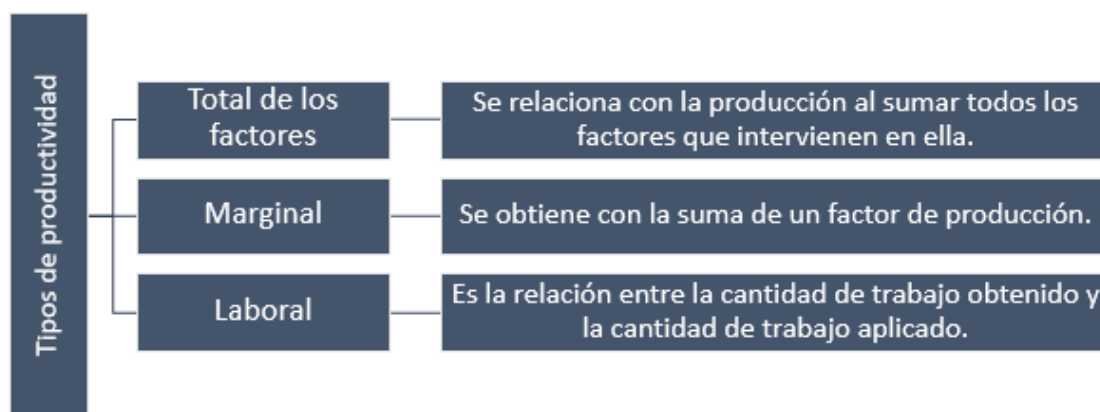 Tipos de productividad
Total de los
factores
Se relaciona con la producción al sumar todos los
factores que intervienen en ella.
Marginal
Se obtiene con la suma de un factor de producción.
Laboral
Es la relación entre la cantidad de trabajo obtenido y
la cantidad de trabajo aplicado.